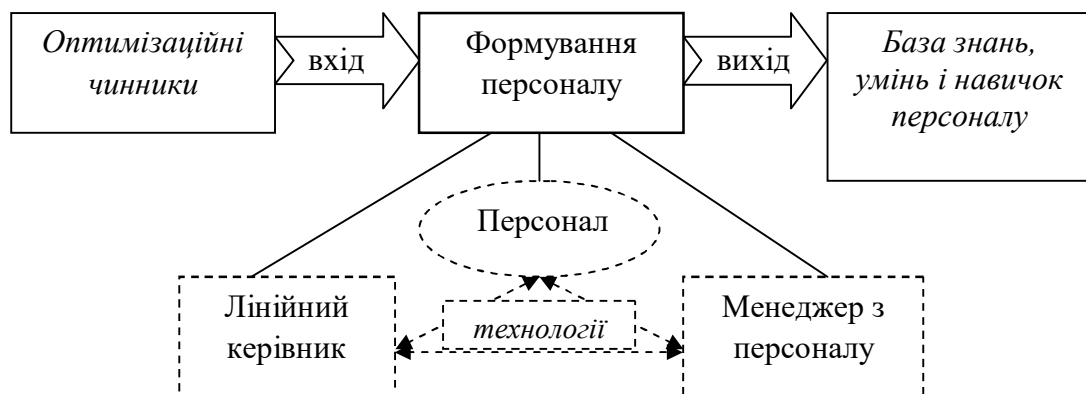 Оптимізаційні
чинники
вхід
Формування
персоналу
вихід
База знань,
умінь і навичок
персоналу
Персонал
Лінійний
керівник
технології
Менеджер з
персоналу